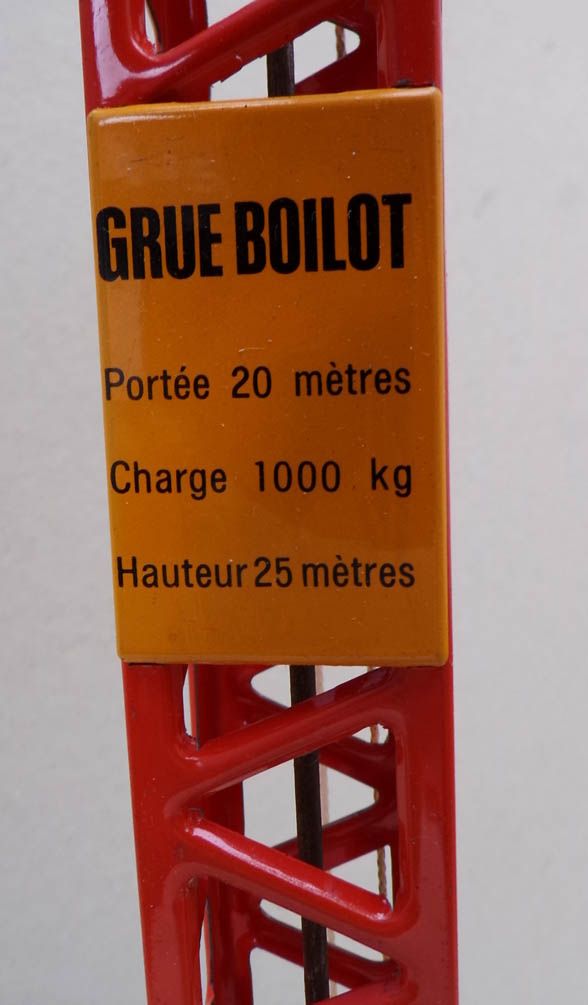 GRUE BOILOT
Portée 20 mètres
Charge 1000 kg
Hauteur 25 mètres